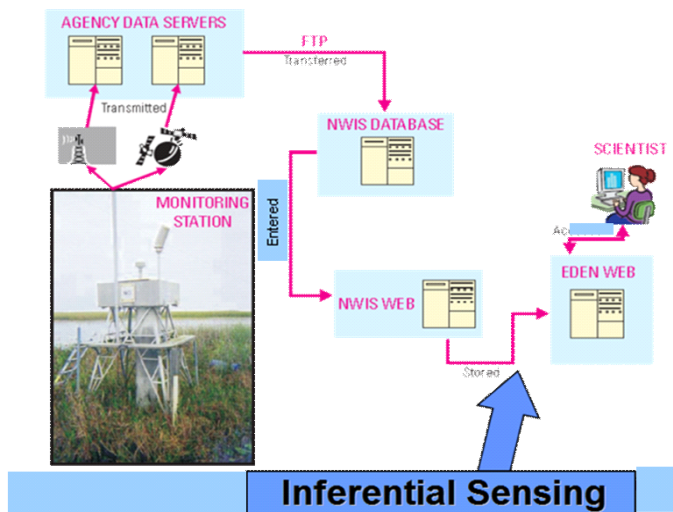 AGENCY DATA SERVERS
FTP
Transferred
Transmitted
NWIS DATABASE
SCIENTIST
MONITORING
STATION
Entered
EDEN WEB
NWIS WEB
Stored
Inferential Sensing